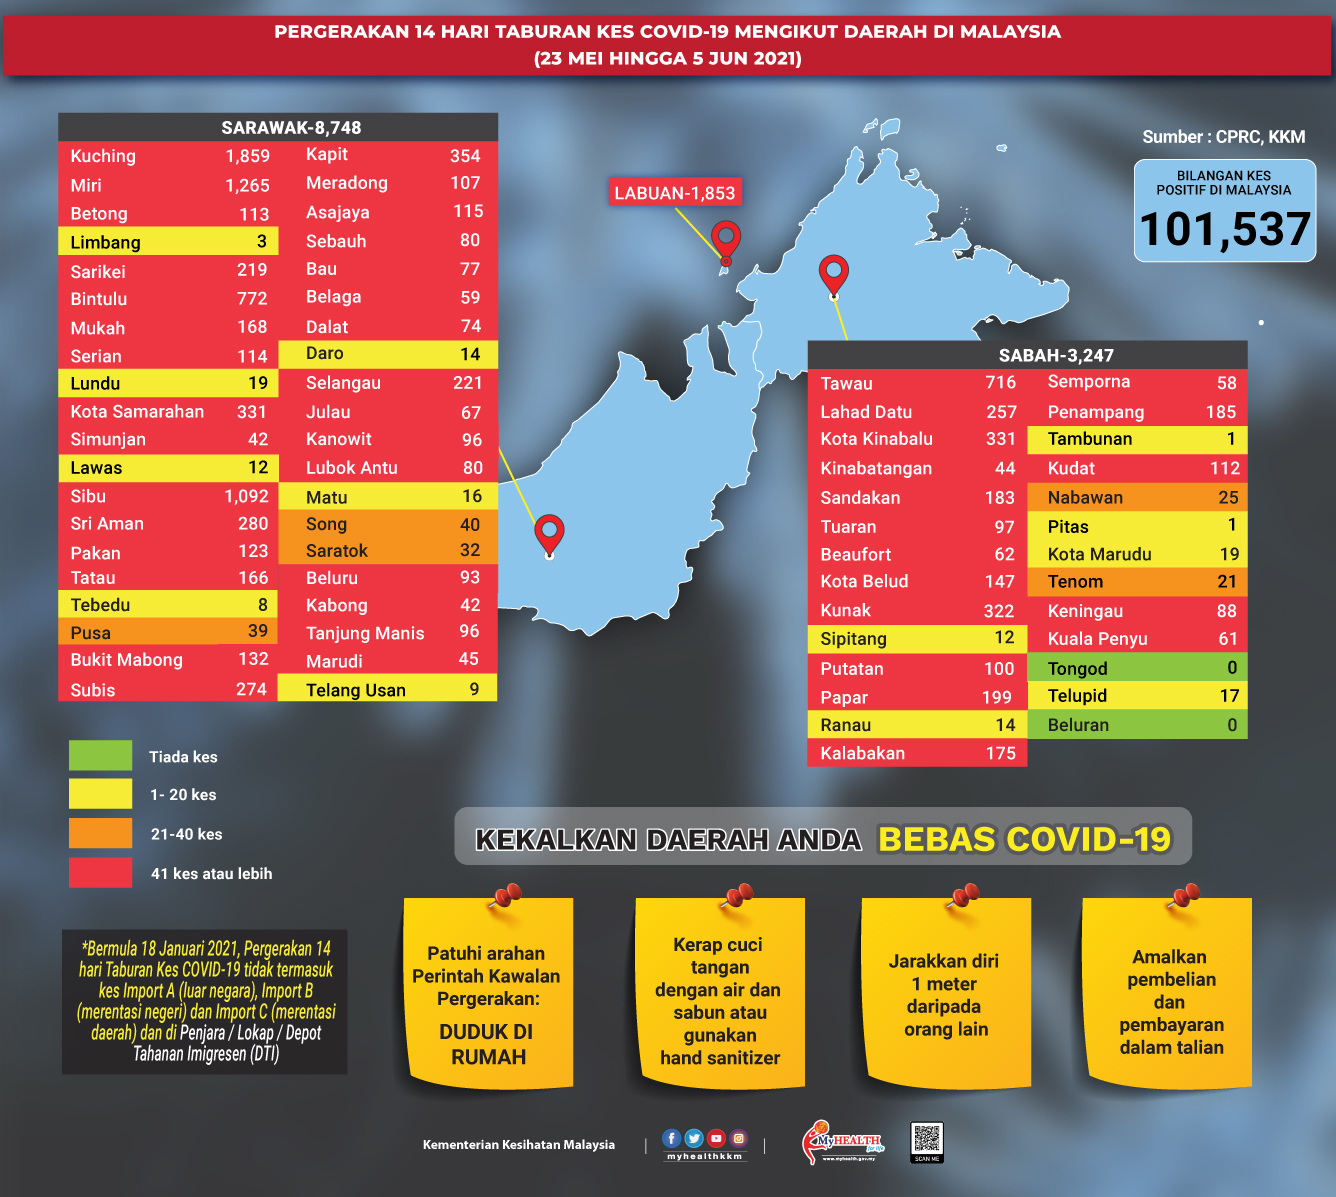 PERGERAKAN 14 HARI TABURAN KES COVID-19 MENGIKUT DAERAH DI MALAYSIA
(23 MEI HINGGA 5 JUN 2021)
SARAWAK-8,748
Kuching 1,859
Miri 1,265
Betong 113
Limbang 3
Sarikei 219
Bintulu 772
Mukah 168
Serian 114
Lundu 19
Kota Samarahan 331
Simunjan 42
Lawas 12
Sibu 1,092
Sri Aman 280
Pakan 123
Tatau 166
Tebedu 8
Pusa 39
Bukit Mabong 132
Subis 274
Kapit 354
Meradong 107
Asajaya 115
Sebauh 80
Bau 77
Belaga 59
Dalat 74
Daro 14
Selangau 221
Julau 67
Kanowit 96
Lubok Antu 80
Matu 16
Song 40
Saratok 32
Beluru 93
Kabong 42
Tanjung Manis 96
Marudi 45
Telang Usan 9
LABUAN-1,853
Sumber : CPRC, KKM
BILANGAN KES
POSITIF DI MALAYSIA
101,537
SABAH-3,247
Tawau 716
Lahad Datu 257
Kota Kinabalu 331
Kinabatangan 44
Sandakan 183
Tuaran 97
Beaufort 62
Kota Belud 147
Kunak 322
Sipitang 12
Putatan 100
Papar 199
Ranau 14
Kalabakan 175
Semporna 58
Penampang 185
Tambunan 1
Kudat 112
Nabawan 25
Pitas 1
Kota Marudu 19
Tenom 21
Keningau 88
Kuala Penyu 61
Tongod 0
Telupid 17
Beluran 0
Tiada kes
1- 20 kes
21-40 kes
41 kes atau lebih
*Bermula 18 Januari 2021, Pergerakan 14
hari Taburan Kes COVID-19 tidak termasuk
kes Import A (luar negara), Import B
(merentasi negeri) dan Import C (merentasi
daerah) dan di Penjara / Lokap / Depot
Tahanan Imigresen (DTI)
KEKALKAN DAERAH ANDA BEBAS COVID-19
Patuhi arahan
Perintah Kawalan
Pergerakan:
DUDUK DI
RUMAH
Kerap cuci
tangan
dengan air dan
sabun atau
gunakan
hand sanitizer
Jarakkan diri
1 meter
daripada
orang lain
Amalkan
pembelian
dan
pembayaran
dalam talian
Kementerian Kesihatan Malaysia
myhealthkkm
MyHEALTH
for life
www.myhealth.gov.my
SCAN ME